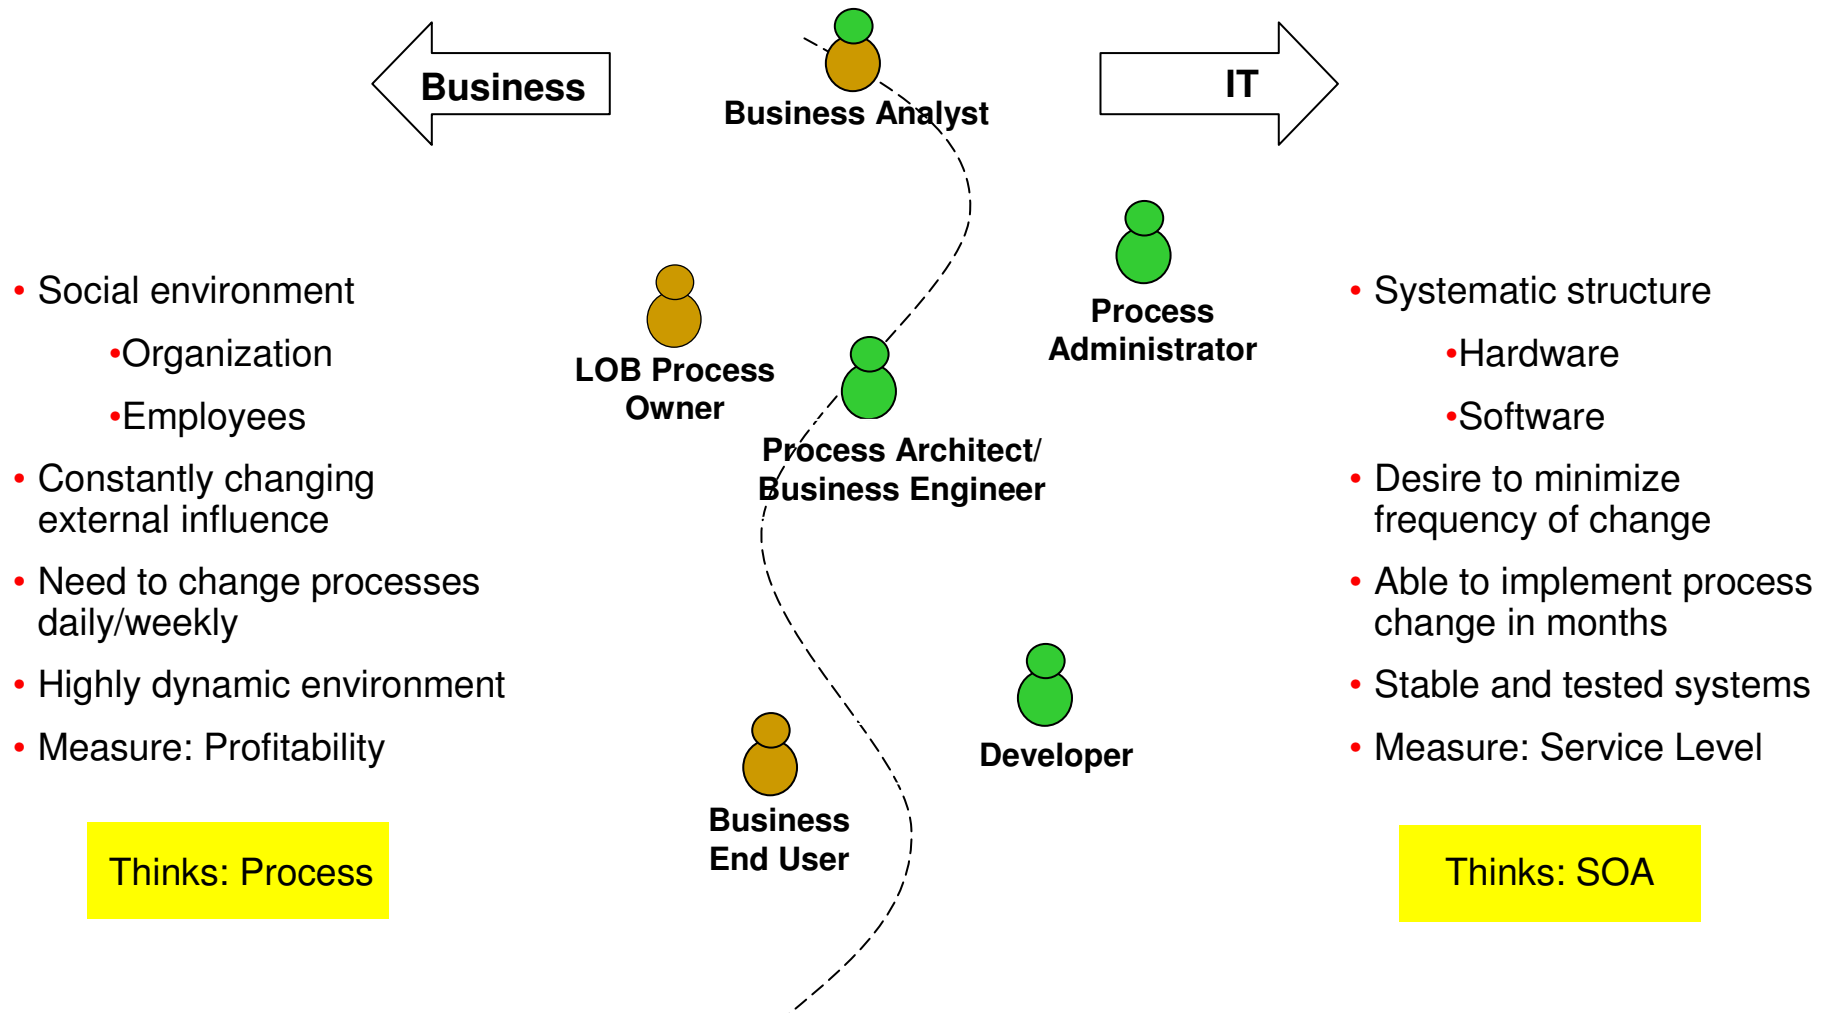 Business
IT
Business Analyst
• Social environment
•Organization
•Employees
• Constantly changing
external influence
• Need to change processes
daily/weekly
• Highly dynamic environment
• Measure: Profitability
Thinks: Process
LOB Process
Owner
Process Architect/
Business Engineer
Business
End User
Process
Administrator
Developer
• Systematic structure
•Hardware
•Software
• Desire to minimize
frequency of change
• Able to implement process
change in months
• Stable and tested systems
• Measure: Service Level
Thinks: SOA